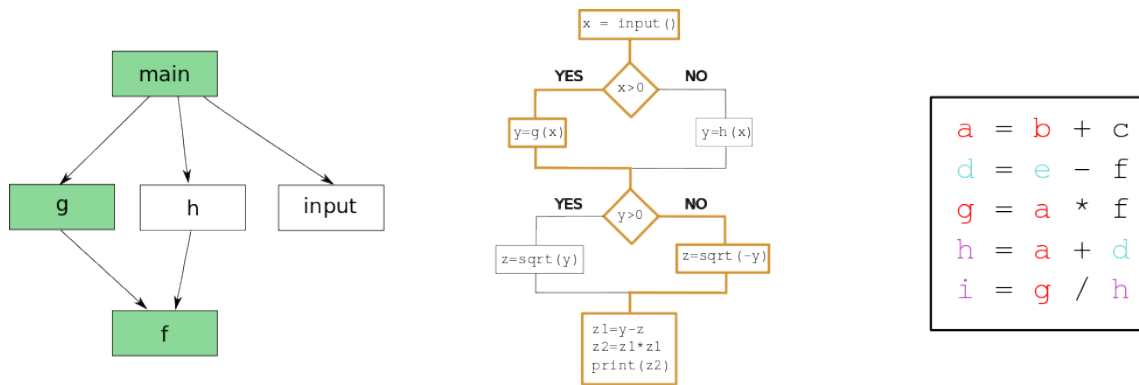 main
g
h
input
f
x = input()
YES
NO
x>0
y=g(x)
y=h(x)
YES
NO
y>0
z=sqrt(y)
z=sqrt(-y)
z1=y-z
z2=z1*z1
print(z2)
a = b + c
d = e - f
g = a * f
h = a + d
i = g / h